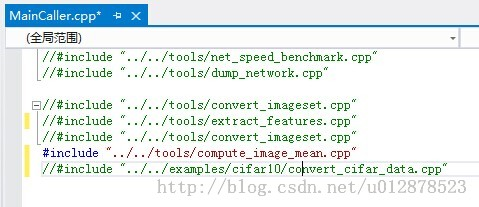 MainCaller.cpp*
(全局范围)
//#include "../../tools/net_speed_benchmark.cpp"
//#include "../../tools/dump_network.cpp"
//#include "../../tools/convert_imageset.cpp"
//#include "../../tools/extract_features.cpp"
//#include "../../tools/convert_imageset.cpp"
#include "../../tools/compute_image_mean.cpp"
//#include "../../examples/cifar10/convert_cifar_data.cpp"
http://blog.csdn.net/u012878523